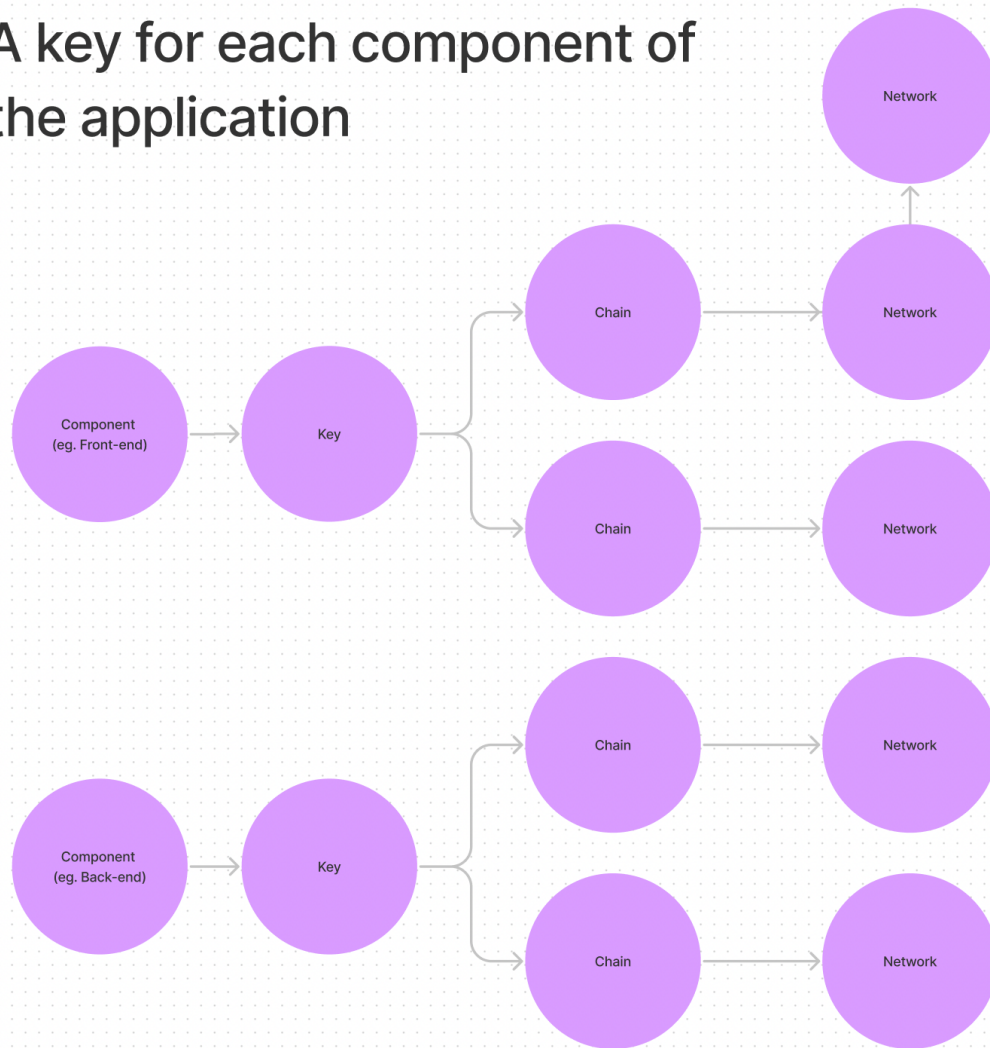 A key for each component of
the application
Network
Chain
Network
Component
(eg. Front-end)
Key
Chain
Network
Chain
Network
Component
(eg. Back-end)
Key
Chain
Network